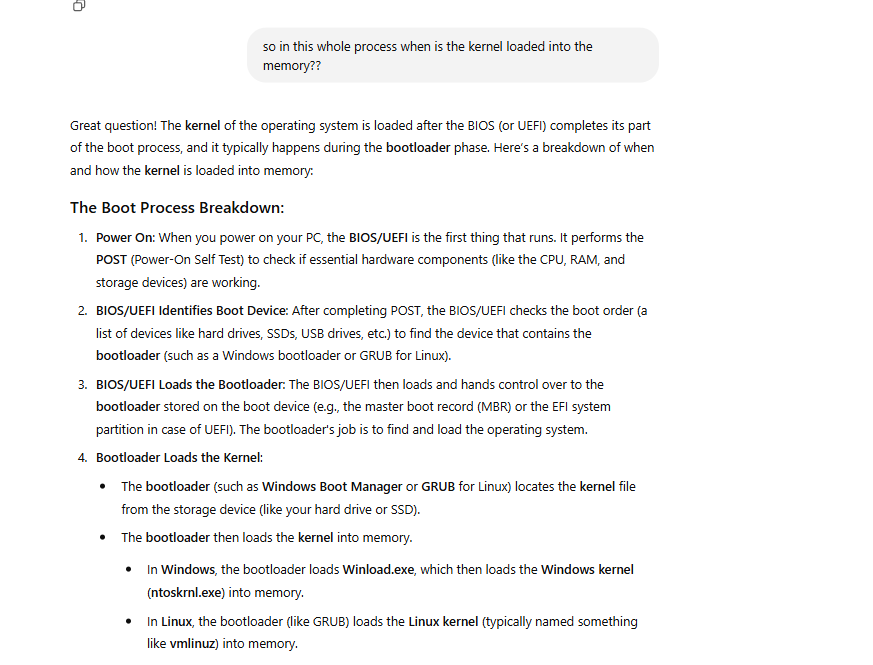 so in this whole process when is the kernel loaded into the
memory??
Great question! The kernel of the operating system is loaded after the BIOS (or UEFI) completes its part
of the boot process, and it typically happens during the bootloader phase. Here's a breakdown of when
and how the kernel is loaded into memory:
The Boot Process Breakdown:
1. Power On: When you power on your PC, the BIOS/UEFI is the first thing that runs. It performs the
POST (Power-On Self Test) to check if essential hardware components (like the CPU, RAM, and
storage devices) are working.
2. BIOS/UEFI Identifies Boot Device: After completing POST, the BIOS/UEFI checks the boot order (a
list of devices like hard drives, SSDs, USB drives, etc.) to find the device that contains the
bootloader (such as a Windows bootloader or GRUB for Linux).
3. BIOS/UEFI Loads the Bootloader: The BIOS/UEFI then loads and hands control over to the
bootloader stored on the boot device (e.g., the master boot record (MBR) or the EFI system
partition in case of UEFI). The bootloader's job is to find and load the operating system.
4. Bootloader Loads the Kernel:
• The bootloader (such as Windows Boot Manager or GRUB for Linux) locates the kernel file
from the storage device (like your hard drive or SSD).
• The bootloader then loads the kernel into memory.
• In Windows, the bootloader loads Winload.exe, which then loads the Windows kernel
(ntoskrnl.exe) into memory.
• In Linux, the bootloader (like GRUB) loads the Linux kernel (typically named something
like vmlinuz) into memory.